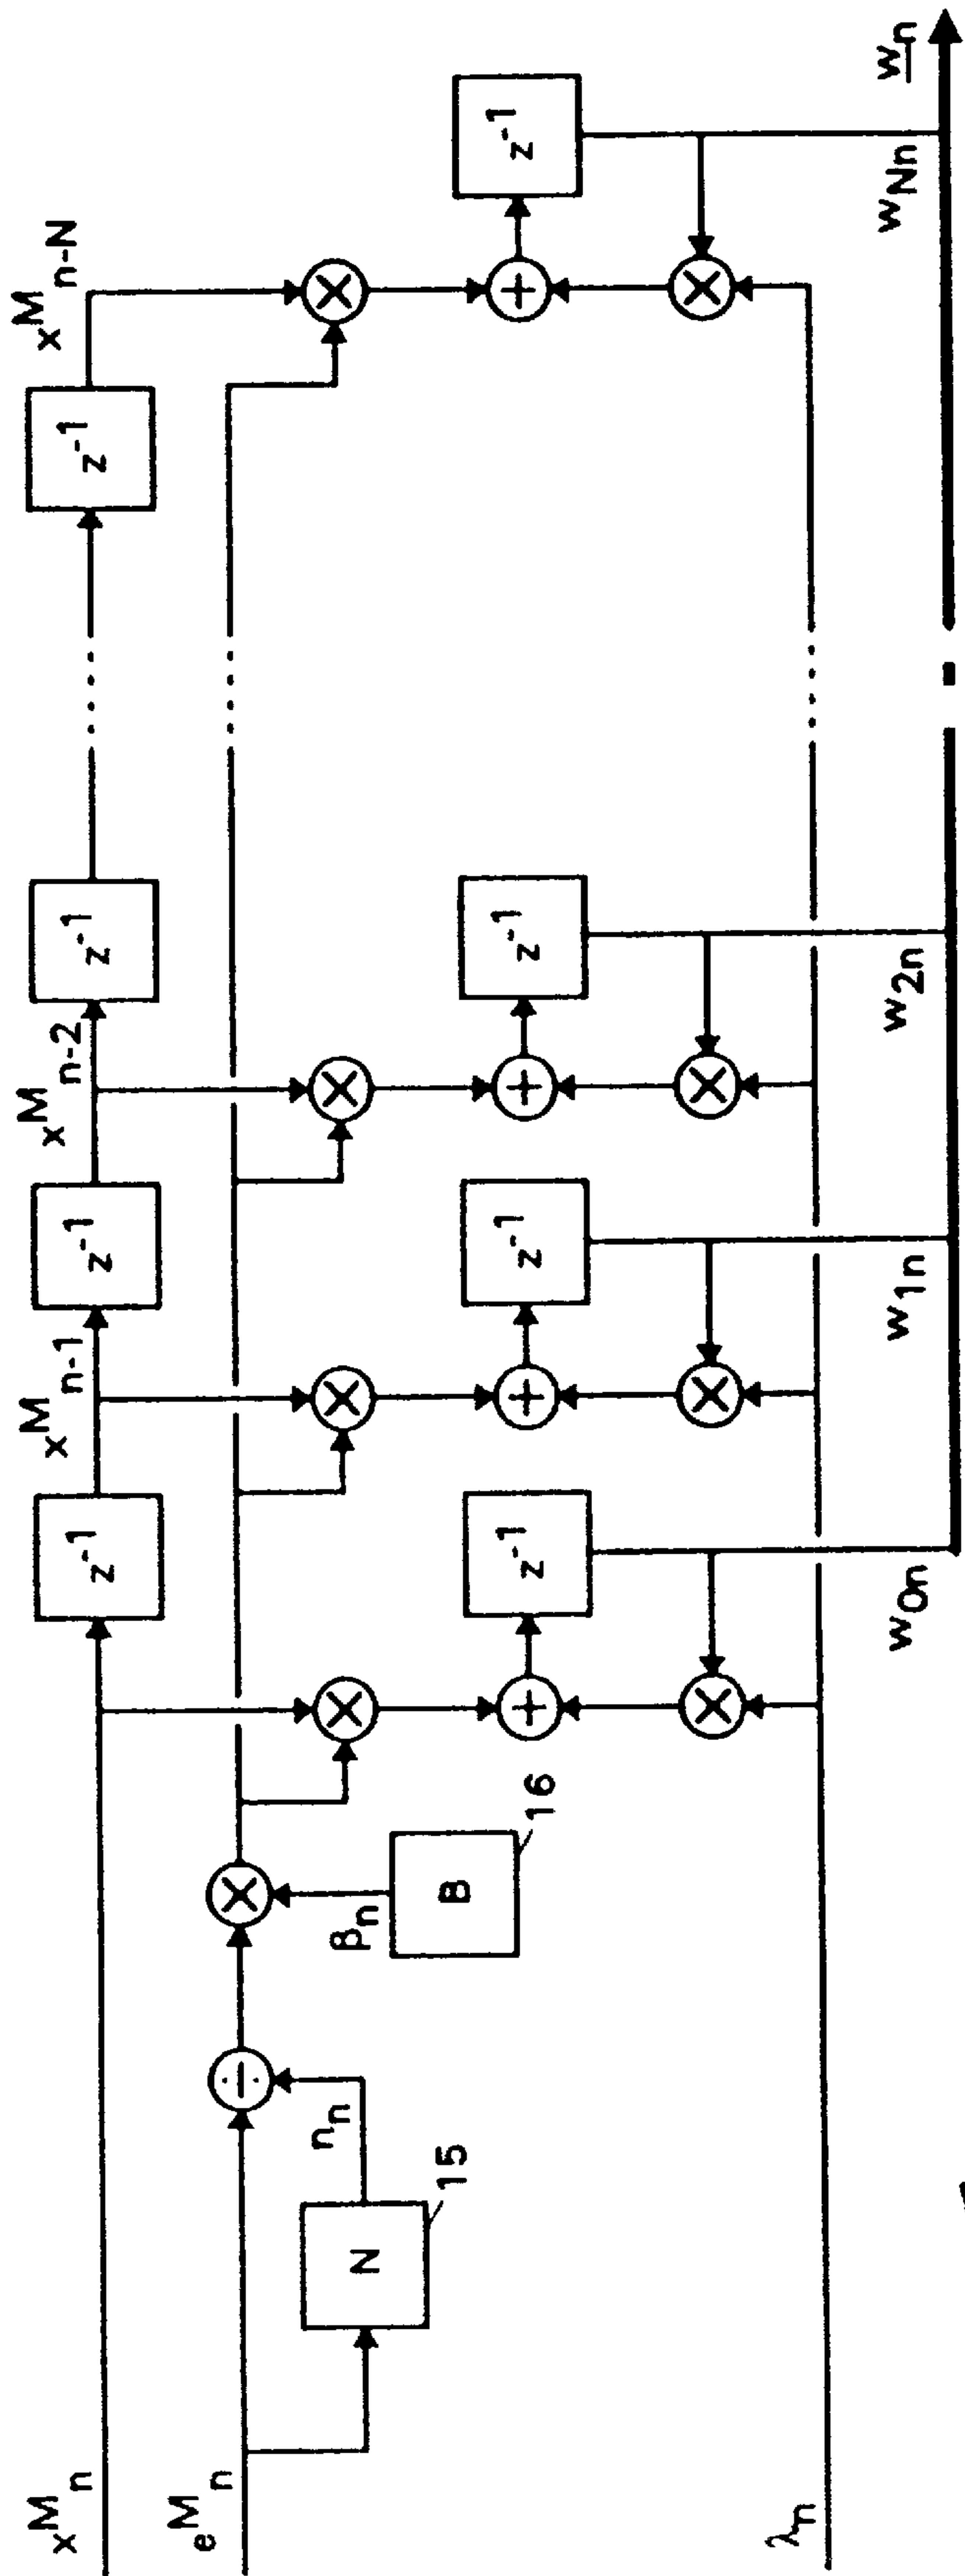 x^M_n
z^-1
x^M_n-1
z^-1
x^M_n-2
z^-1
....
z^-1
x^M_n-N
e^M_n
N
15
n_n
÷
×
B
16
β_n
....
× × × ×
+ + + +
z^-1 z^-1 z^-1 z^-1
× × × ×
λ_n
....
w_0n
w_1n
w_2n
w_Nn
w_n